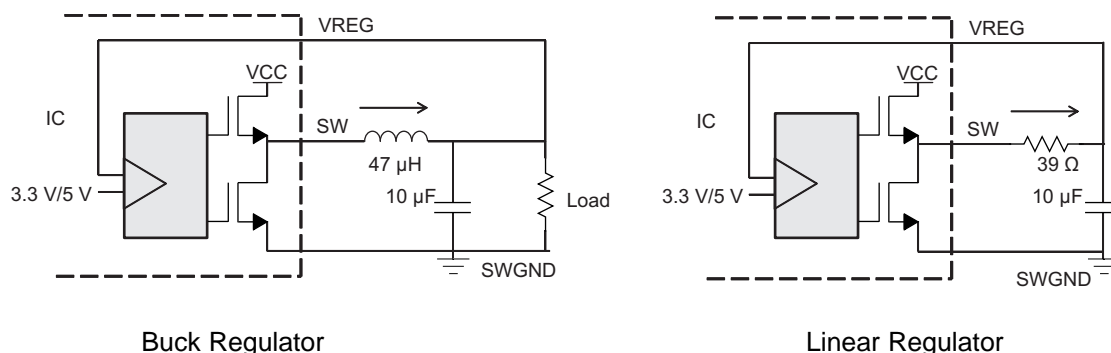 VREG
VCC
IC
SW
47 µH
3.3 V/5 V
10 µF
Load
SWGND
Buck Regulator
VREG
VCC
IC
SW
39 Ω
3.3 V/5 V
10 µF
SWGND
Linear Regulator